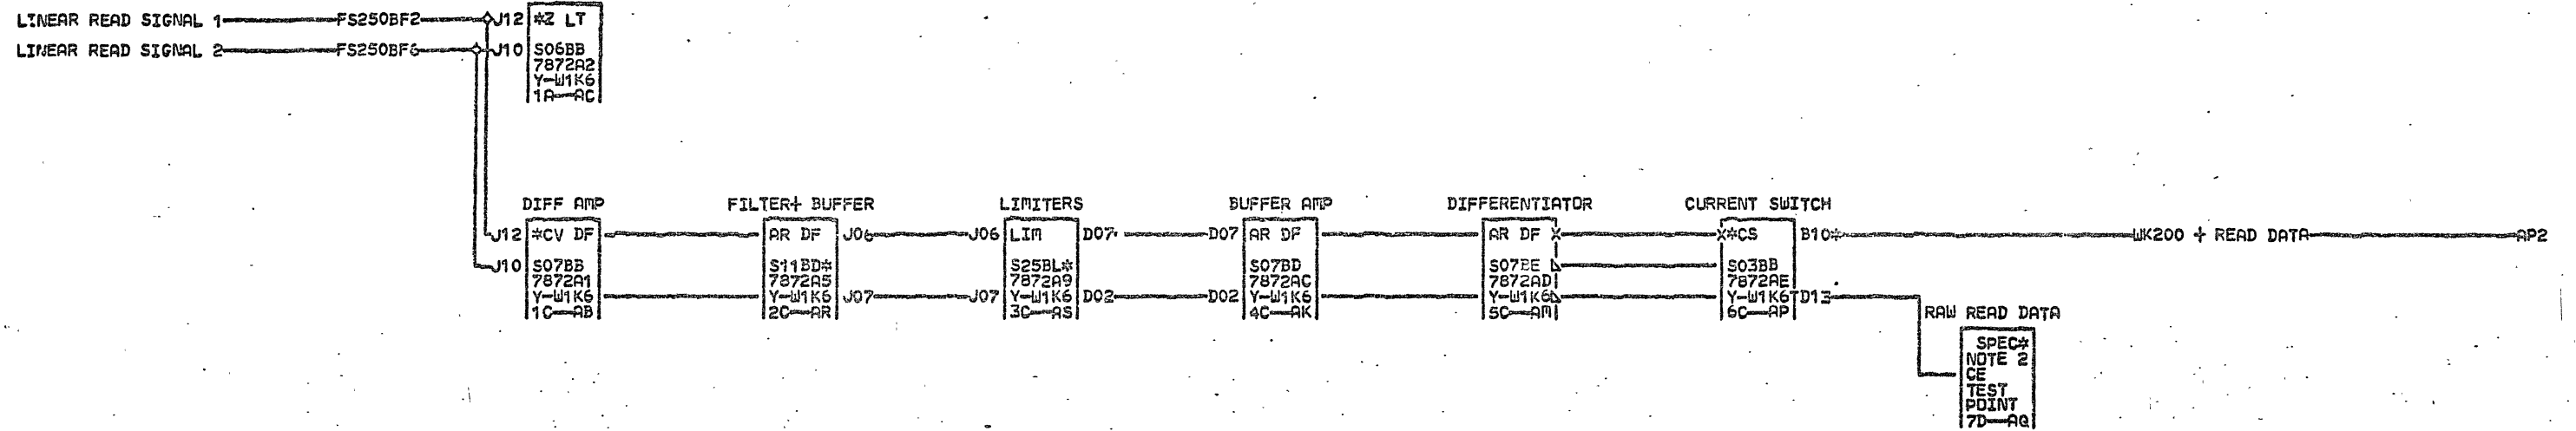 LINEAR READ SIGNAL 1 FS250BF2 J12 *Z LT
LINEAR READ SIGNAL 2 FS250BF6 J10 S06BB
7872A2
Y-W1K6
1A AC
DIFF AMP FILTER+ BUFFER LIMITERS BUFFER AMP DIFFERENTIATOR CURRENT SWITCH
J12 *CV DF AR DF J06 J06 LIM D07 D07 AR DF AR DF X X*CS B10* WK200 + READ DATA AP2
J10 S07BB S11BD* S25BL* S07BD S07BE S03BB
7872A1 7872A5 7872A9 7872AC 7872AD 7872AE
Y-W1K6 Y-W1K6 J07 J07 Y-W1K6 D02 D02 Y-W1K6 Y-W1K6 Y-W1K6 D13
1C AB 2C AR 3C AS 4C AK 5C AM 6C AP
RAW READ DATA
SPEC*
NOTE 2
CE
TEST
POINT
7D AQ